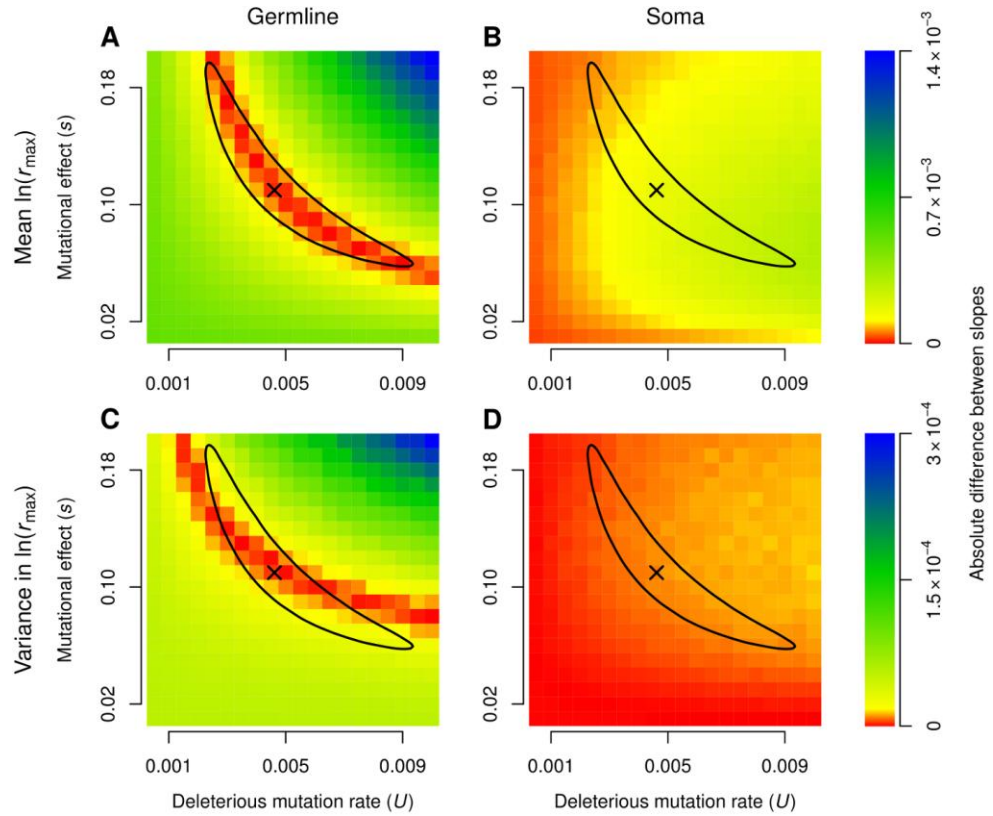 Germline
Soma
A
B
Mean ln(rmax)
Mutational effect (s)
0.18
0.10
0.02
0.18
0.10
0.02
0.001
0.005
0.009
0.001
0.005
0.009
1.4 × 10⁻³
0.7 × 10⁻³
0
Absolute difference between slopes
C
D
Variance in ln(rmax)
Mutational effect (s)
0.18
0.10
0.02
0.18
0.10
0.02
0.001
0.005
0.009
0.001
0.005
0.009
3 × 10⁻⁴
1.5 × 10⁻⁴
0
Deleterious mutation rate (U)
Deleterious mutation rate (U)